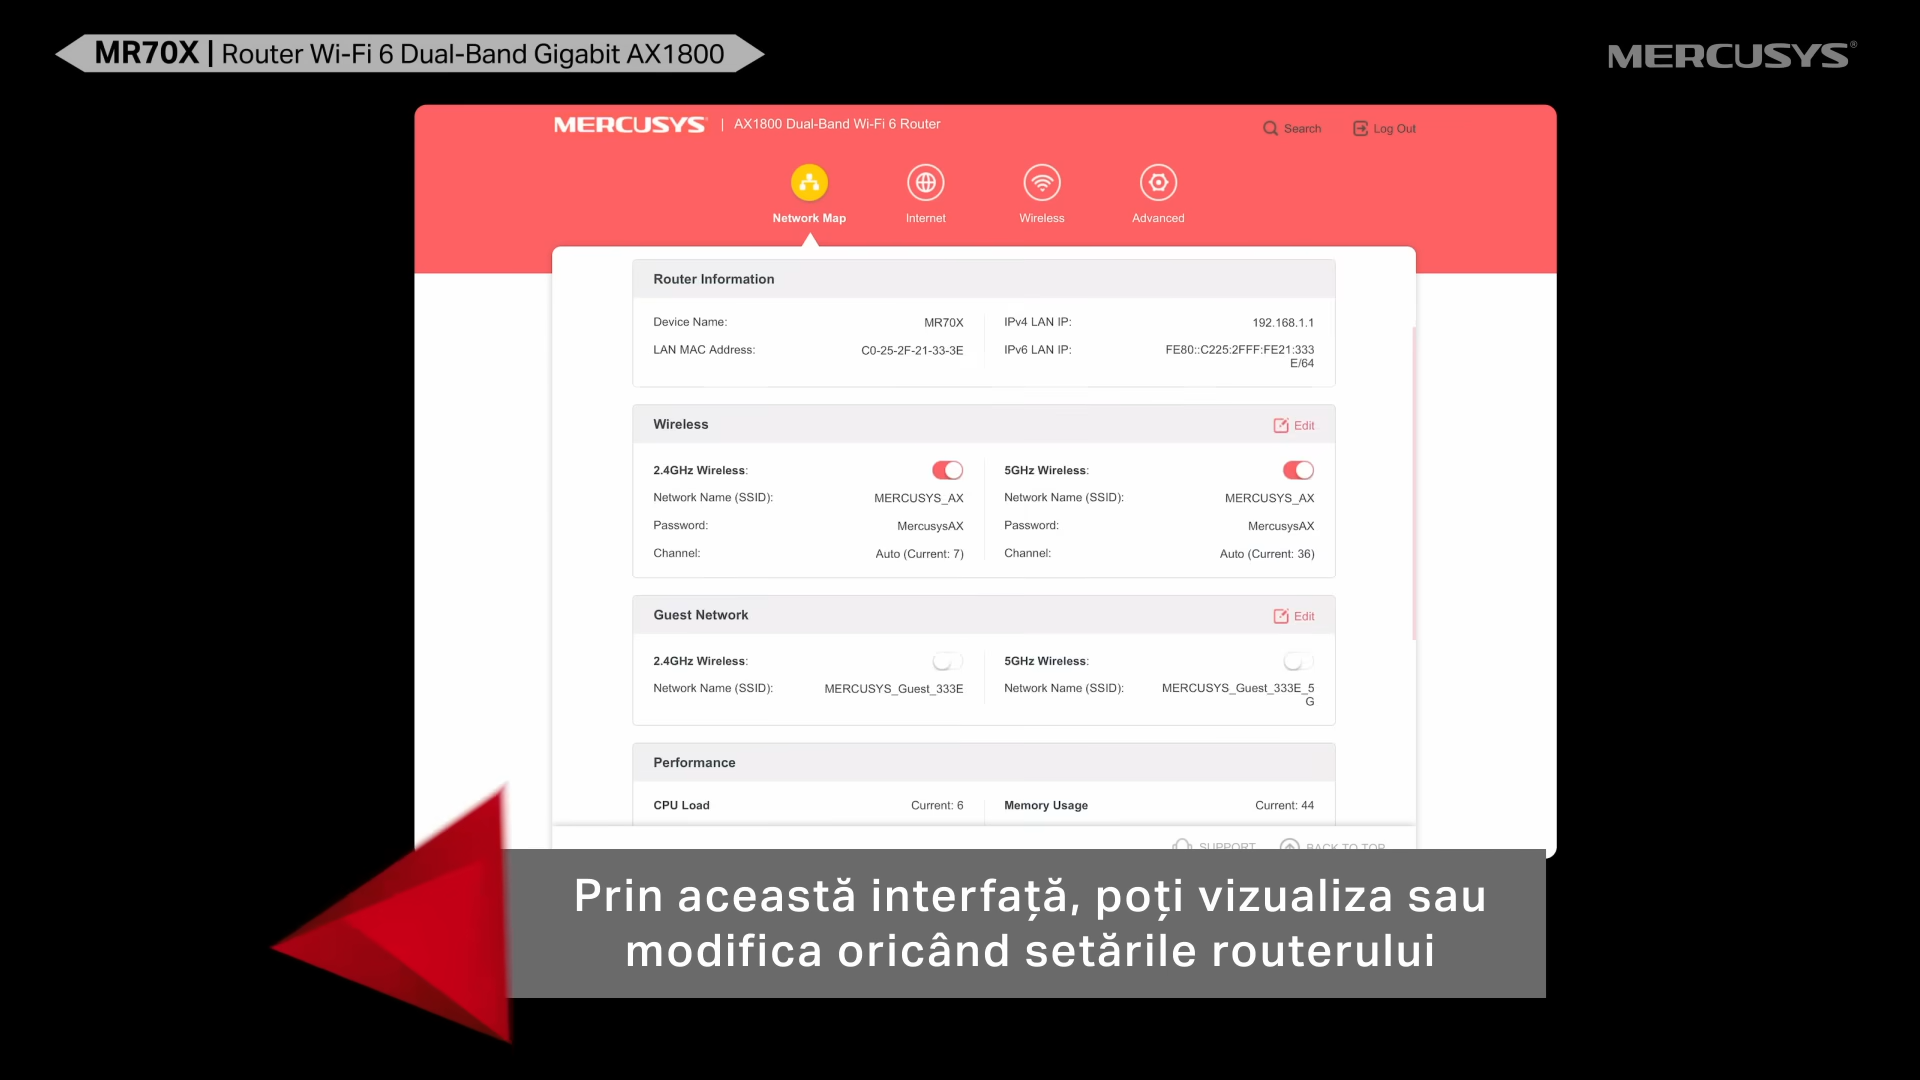 MR70X | Router Wi-Fi 6 Dual-Band Gigabit AX1800
MERCUSYS®
MERCUSYS | AX1800 Dual-Band Wi-Fi 6 Router
Search
Log Out
Network Map
Internet
Wireless
Advanced
Router Information
Device Name: MR70X
LAN MAC Address: C0-25-2F-21-33-3E
IPv4 LAN IP: 192.168.1.1
IPv6 LAN IP: FE80::C225:2FFF:FE21:333
E/64
Wireless
Edit
2.4GHz Wireless:
Network Name (SSID): MERCUSYS_AX
Password: MercusysAX
Channel: Auto (Current: 7)
5GHz Wireless:
Network Name (SSID): MERCUSYS_AX
Password: MercusysAX
Channel: Auto (Current: 36)
Guest Network
Edit
2.4GHz Wireless:
Network Name (SSID): MERCUSYS_Guest_333E
5GHz Wireless:
Network Name (SSID): MERCUSYS_Guest_333E_5
G
Performance
CPU Load Current: 6
Memory Usage Current: 44
SUPPORT
BACK TO TOP
Prin această interfață, poți vizualiza sau
modifica oricând setările routerului